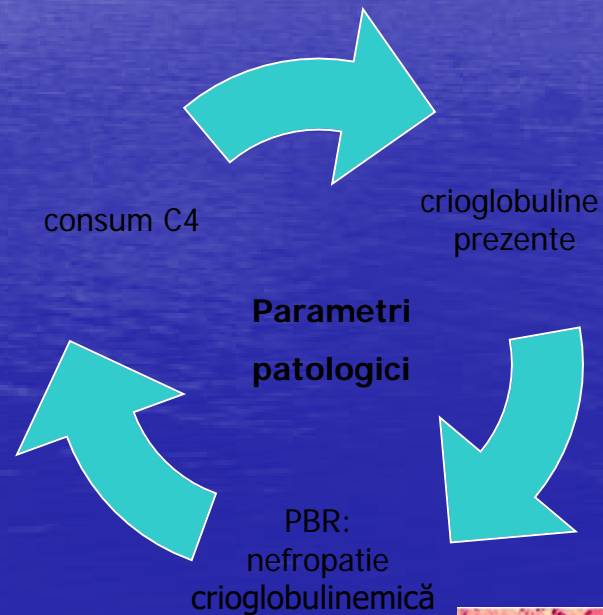 consum C4
crioglobuline
prezente
Parametri
patologici
PBR:
nefropatie
crioglobulinemică